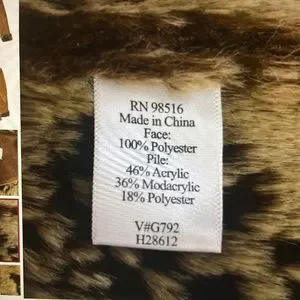 RN 98516
Made in China
Face:
100% Polyester
Pile:
46% Acrylic
36% Modacrylic
18% Polyester
V#G792
H28612